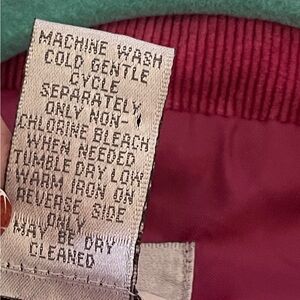 MACHINE WASH
COLD GENTLE
CYCLE
SEPARATELY
ONLY NON-
CHLORINE BLEACH
WHEN NEEDED
TUMBLE DRY LOW
WARM IRON ON
REVERSE SIDE
ONLY
MAY BE DRY
CLEANED